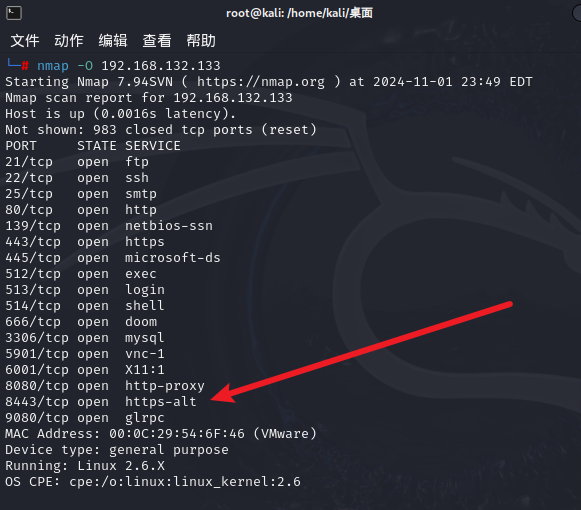 root@kali: /home/kali/桌面
文件 动作 编辑 查看 帮助
└─# nmap -O 192.168.132.133
Starting Nmap 7.94SVN ( https://nmap.org ) at 2024-11-01 23:49 EDT
Nmap scan report for 192.168.132.133
Host is up (0.0016s latency).
Not shown: 983 closed tcp ports (reset)
PORT     STATE SERVICE
21/tcp   open  ftp
22/tcp   open  ssh
25/tcp   open  smtp
80/tcp   open  http
139/tcp  open  netbios-ssn
443/tcp  open  https
445/tcp  open  microsoft-ds
512/tcp  open  exec
513/tcp  open  login
514/tcp  open  shell
666/tcp  open  doom
3306/tcp open  mysql
5901/tcp open  vnc-1
6001/tcp open  X11:1
8080/tcp open  http-proxy
8443/tcp open  https-alt
9080/tcp open  glrpc
MAC Address: 00:0C:29:54:6F:46 (VMware)
Device type: general purpose
Running: Linux 2.6.X
OS CPE: cpe:/o:linux:linux_kernel:2.6